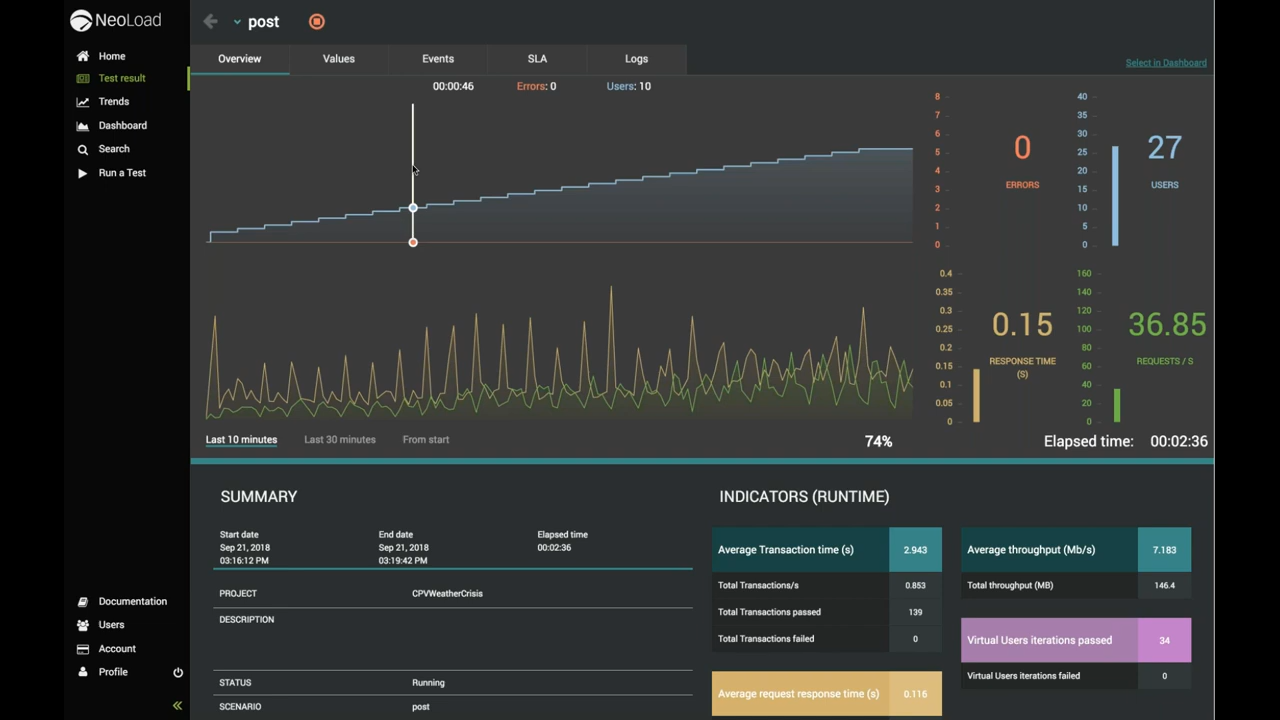 NeoLoad
Home
Test result
Trends
Dashboard
Search
Run a Test
Documentation
Users
Account
Profile
post
Overview Values Events SLA Logs
Select in Dashboard
00:00:46 Errors: 0 Users: 10
8
7
6
5
4
3
2
1
0
0
ERRORS
40
35
30
25
20
15
10
5
0
27
USERS
0.4
0.35
0.3
0.25
0.2
0.15
0.1
0.05
0
0.15
RESPONSE TIME
(S)
160
140
120
100
80
60
40
20
0
36.85
REQUESTS / S
Last 10 minutes Last 30 minutes From start 74% Elapsed time: 00:02:36
SUMMARY
Start date End date Elapsed time
Sep 21, 2018 Sep 21, 2018 00:02:36
03:16:12 PM 03:19:42 PM
PROJECT CPVWeatherCrisis
DESCRIPTION
STATUS Running
SCENARIO post
INDICATORS (RUNTIME)
Average Transaction time (s) 2.943
Total Transactions/s 0.853
Total Transactions passed 139
Total Transactions failed 0
Average request response time (s) 0.116
Average throughput (Mb/s) 7.183
Total throughput (MB) 146.4
Virtual Users iterations passed 34
Virtual Users iterations failed 0